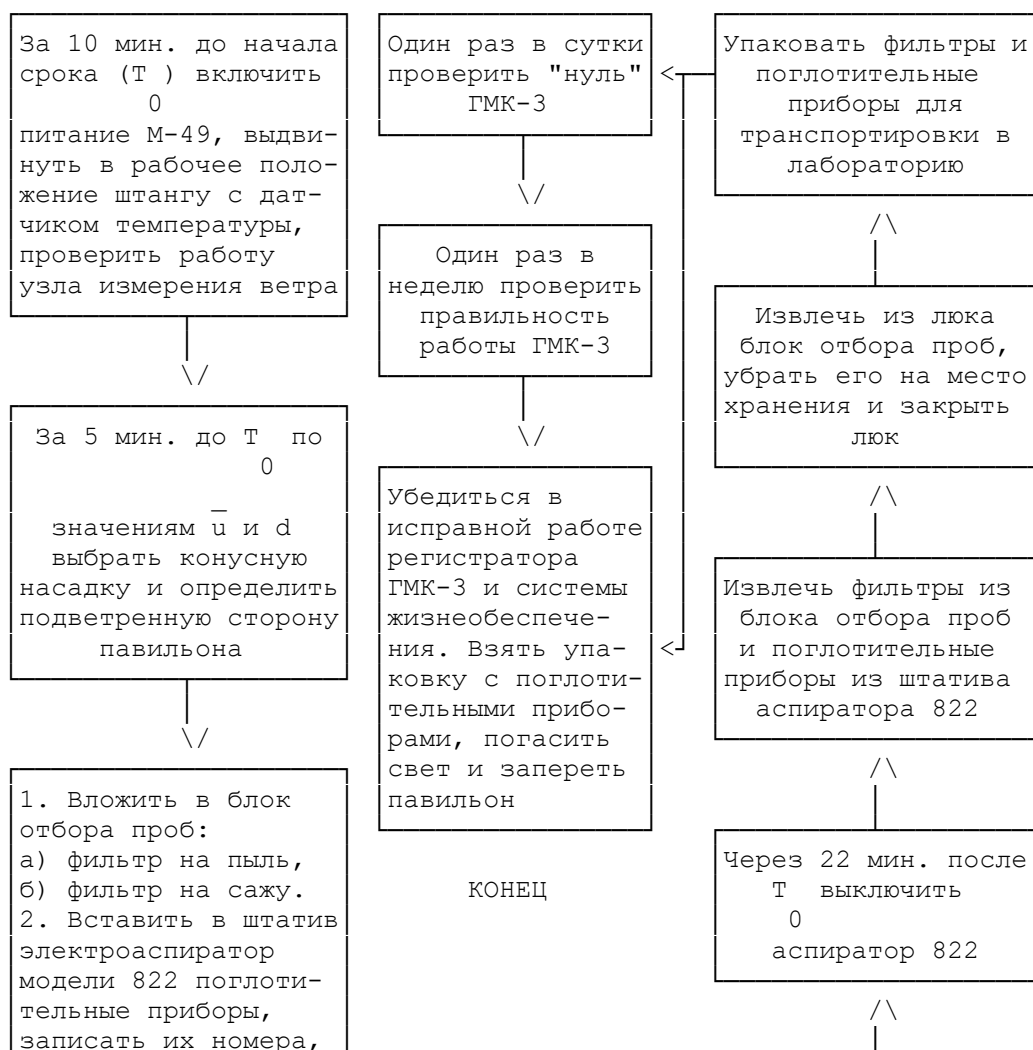 За 10 мин. до начала
срока (Т ) включить
0
питание М-49, выдви-
нуть в рабочее поло-
жение штангу с дат-
чиком температуры,
проверить работу
узла измерения ветра
\/
За 5 мин. до Т по
0
_
значениям u и d
выбрать конусную
насадку и определить
подветренную сторону
павильона
\/
1. Вложить в блок
отбора проб:
а) фильтр на пыль,
б) фильтр на сажу.
2. Вставить в штатив
электроаспиратор
модели 822 поглоти-
тельные приборы,
записать их номера,
Один раз в сутки
проверить "нуль"
ГМК-3
\/
Один раз в
неделю проверить
правильность
работы ГМК-3
\/
Убедиться в
исправной работе
регистратора
ГМК-3 и системы
жизнеобеспече-
ния. Взять упа-
ковку с поглоти-
тельными прибо-
рами, погасить
свет и запереть
павильон
КОНЕЦ
<
<
Упаковать фильтры и
поглотительные
приборы для
транспортировки в
лабораторию
/\
Извлечь из люка
блок отбора проб,
убрать его на место
хранения и закрыть
люк
/\
Извлечь фильтры из
блока отбора проб
и поглотительные
приборы из штатива
аспиратора 822
/\
Через 22 мин. после
Т выключить
0
аспиратор 822
/\